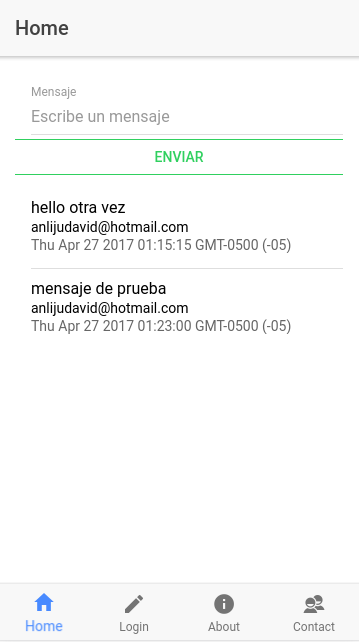 Home
Mensaje
Escribe un mensaje
ENVIAR
hello otra vez
anlijudavid@hotmail.com
Thu Apr 27 2017 01:15:15 GMT-0500 (-05)
mensaje de prueba
anlijudavid@hotmail.com
Thu Apr 27 2017 01:23:00 GMT-0500 (-05)
Home Login About Contact